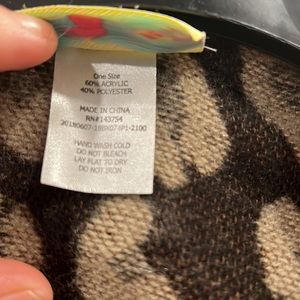 One Size
60% ACRYLIC
40% POLYESTER
MADE IN CHINA
RN#143754
HAND WASH COLD
DO NOT BLEACH
LAY FLAT TO DRY
DO NOT IRON